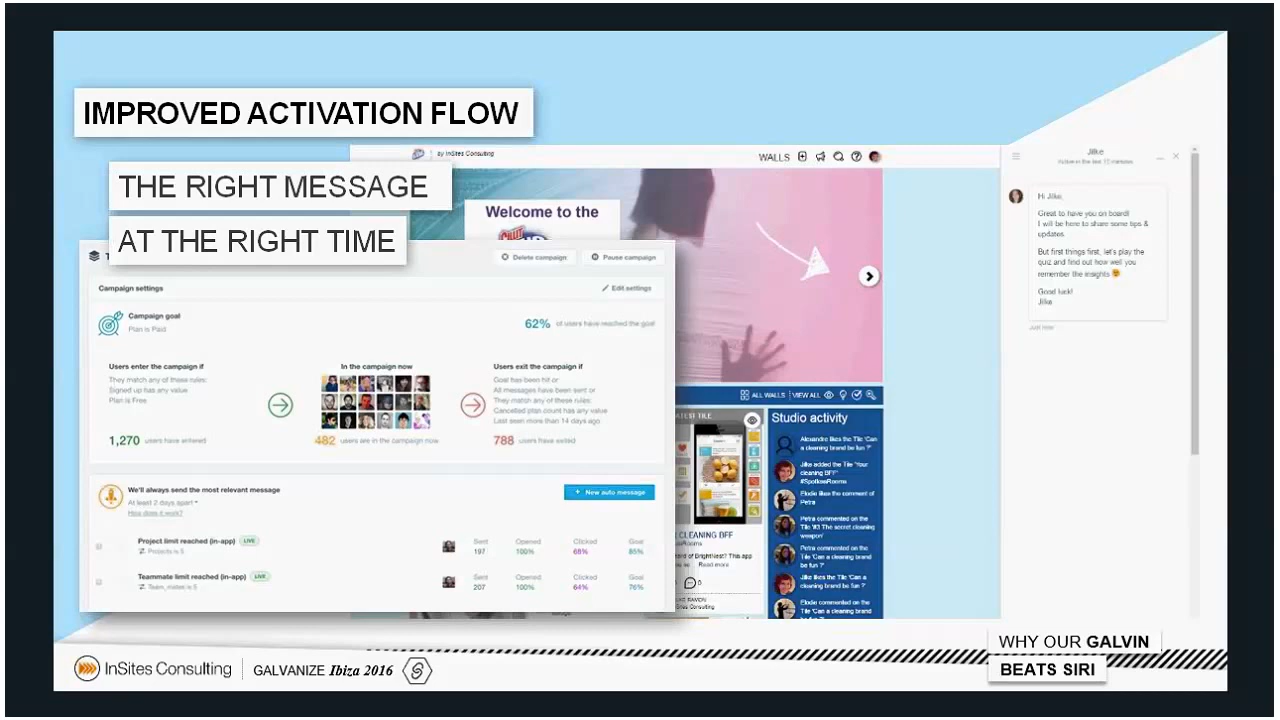 IMPROVED ACTIVATION FLOW
THE RIGHT MESSAGE
AT THE RIGHT TIME
by InSites Consulting
WALLS
Welcome to the
Delete campaign
Pause campaign
Campaign settings
Edit settings
Campaign goal
Plan is Paid
62% of users have reached the goal
Users enter the campaign if
They match any of these rules:
Signed up has any value
Plan is Free
1,270 users have entered
In the campaign now
482 users are in the campaign now
Users exit the campaign if
Goal has been hit or
All messages have been sent or
They match any of these rules:
Cancelled plan count has any value
Last seen more than 14 days ago
788 users have exited
We'll always send the most relevant message
At least 2 days apart
How does it work?
+ New auto message
Project limit reached (in-app) LIVE
Projects is 5
Sent Opened Clicked Goal
197 100% 68% 85%
Teammate limit reached (in-app) LIVE
Sent Opened Clicked Goal
207 100% 64% 76%
ALL WALLS VIEW ALL
LATEST TILE
CLEANING BFF
Read more
InSites Consulting
Studio activity
Alexandre likes the Tile 'Can
a cleaning brand be fun ?'
Jilke added the Tile 'Your
cleaning BFF'
#SpotlessRooms
Elodie likes the comment of
Petra
Petra commented on the
Tile '#3 The secret cleaning
weapon'
Petra commented on the
Tile 'Can a cleaning brand
be fun ?'
Jilke likes the Tile 'Can a
cleaning brand be fun ?'
Elodie commented on the
Tile 'Can a cleaning brand
be fun ?'
Jilke
Hi Jilke,
Great to have you on board!
I will be here to share some tips &
updates.
But first things first, let's play the
quiz and find out how well you
remember the insights
Good luck!
Jilke
Just now
InSites Consulting
GALVANIZE Ibiza 2016
WHY OUR GALVIN
BEATS SIRI